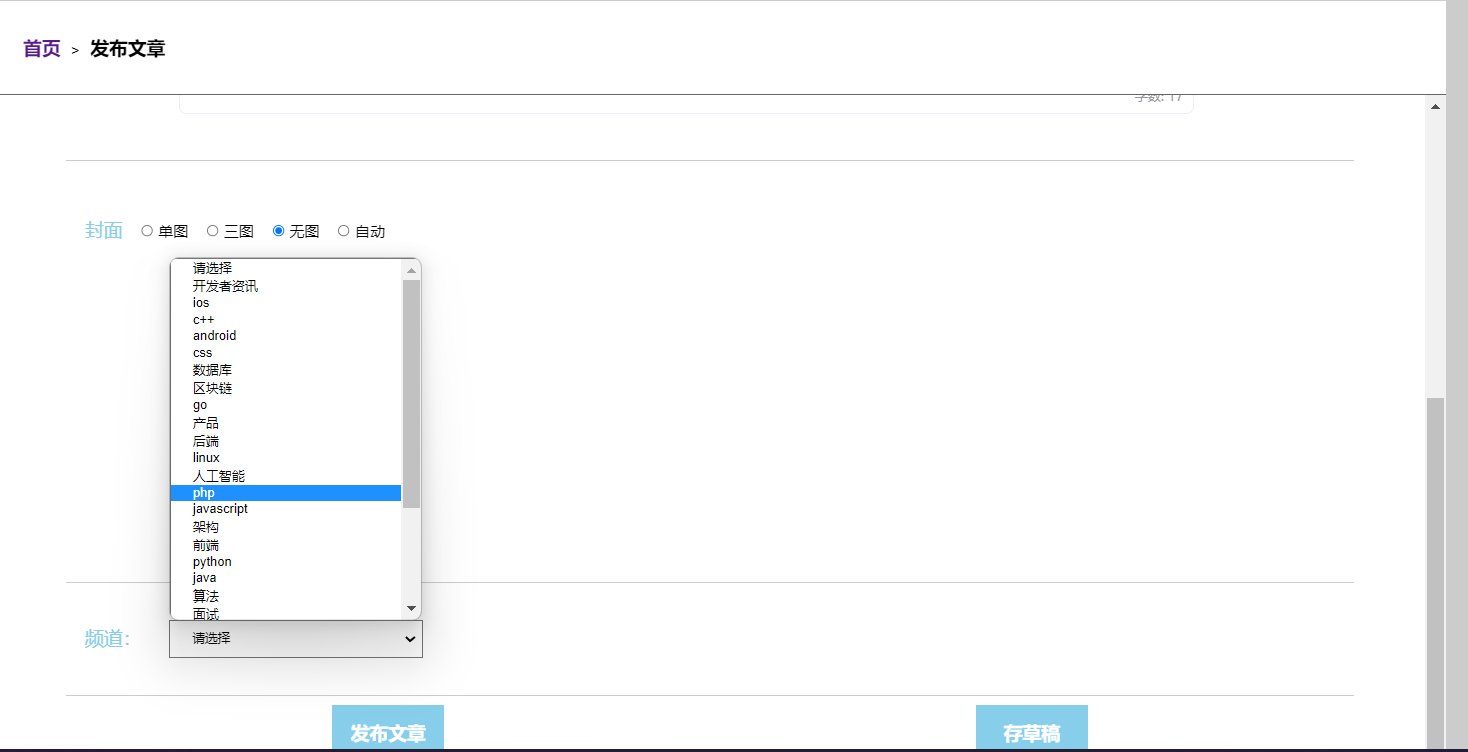 首页 > 发布文章
字数: 17
封面 单图 三图 无图 自动
请选择
开发者资讯
ios
c++
android
css
数据库
区块链
go
产品
后端
linux
人工智能
php
javascript
架构
前端
python
java
算法
面试
频道: 请选择
发布文章 存草稿